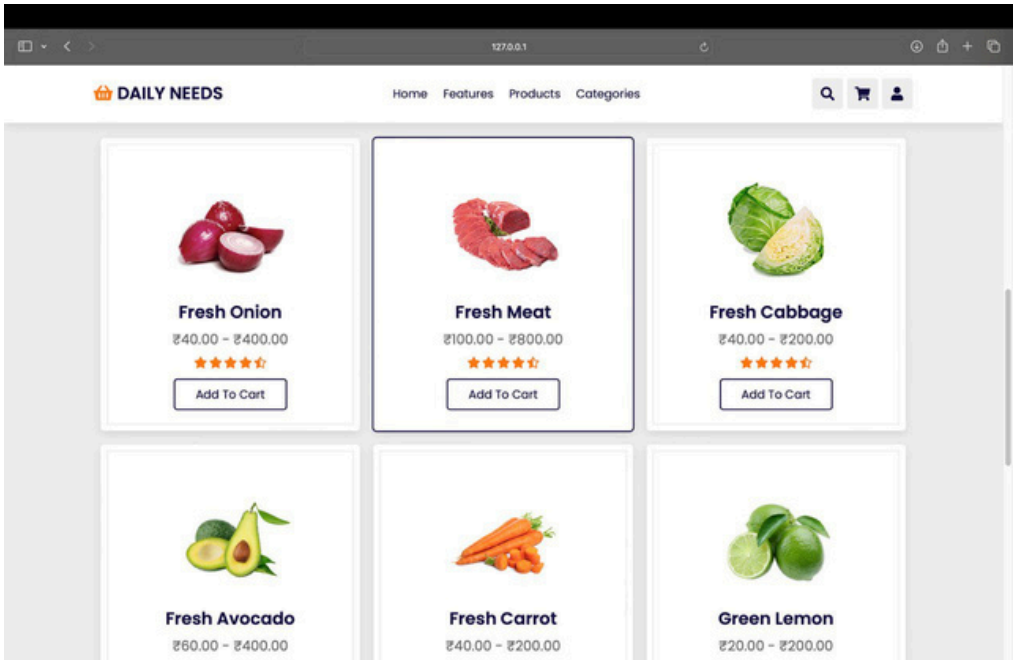 127.0.0.1
DAILY NEEDS
Home Features Products Categories
Fresh Onion
₹40.00 - ₹400.00
Add To Cart
Fresh Meat
₹100.00 - ₹800.00
Add To Cart
Fresh Cabbage
₹40.00 - ₹200.00
Add To Cart
Fresh Avocado
₹60.00 - ₹400.00
Fresh Carrot
₹40.00 - ₹200.00
Green Lemon
₹20.00 - ₹200.00